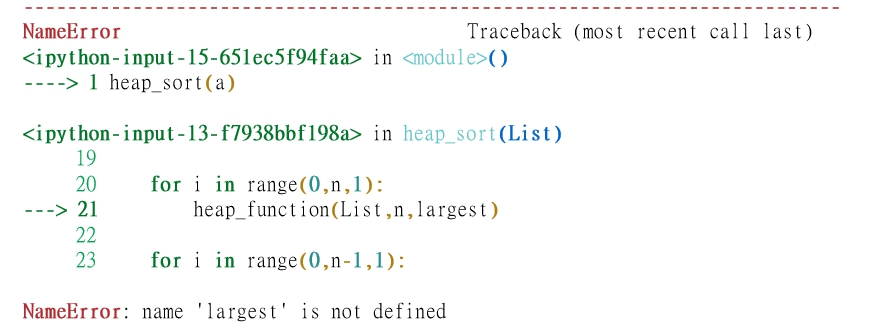 ---------------------------------------------------------------------------
NameError                                 Traceback (most recent call last)
<ipython-input-15-651ec5f94faa> in <module>()
----> 1 heap_sort(a)

<ipython-input-13-f7938bbf198a> in heap_sort(List)
     19
     20     for i in range(0,n,1):
---> 21         heap_function(List,n,largest)
     22
     23     for i in range(0,n-1,1):

NameError: name 'largest' is not defined